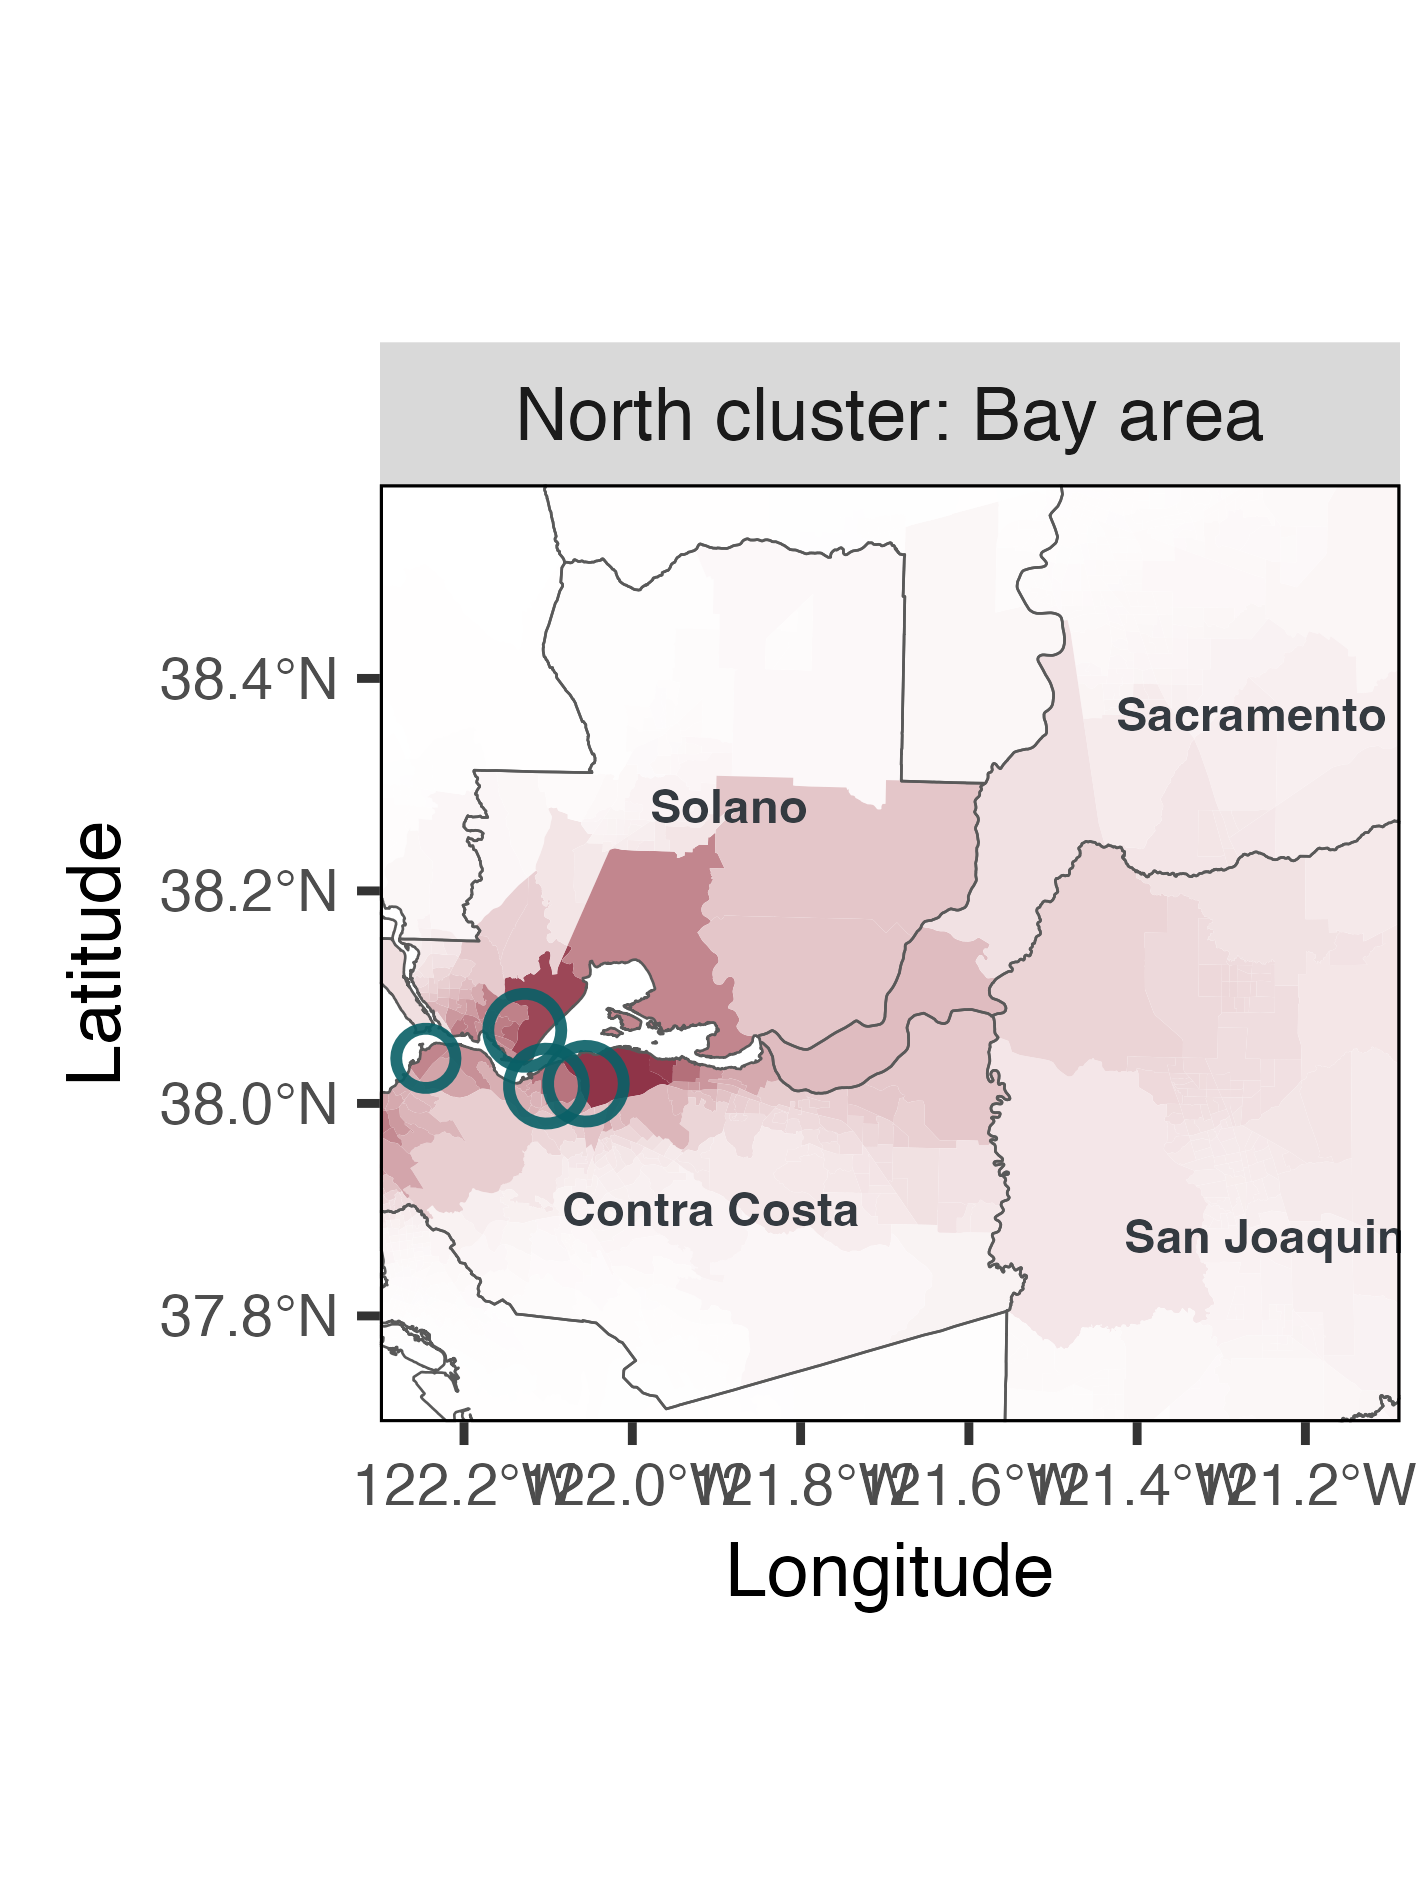 North cluster: Bay area
38.4°N
38.2°N
38.0°N
37.8°N
Latitude
Sacramento
Solano
Contra Costa
San Joaquin
122.2°W 122.0°W 121.8°W 121.6°W 121.4°W 121.2°W
Longitude